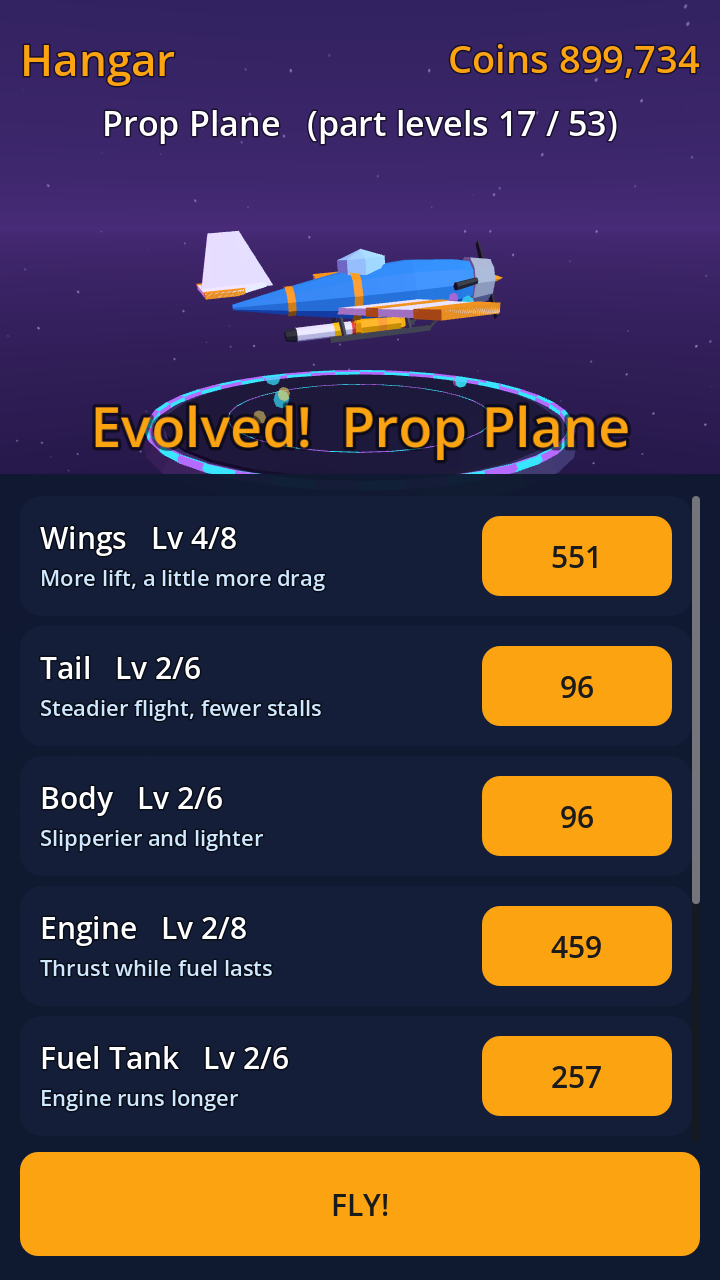 Hangar
Coins 899,734
Prop Plane (part levels 17 / 53)
Evolved! Prop Plane
Wings Lv 4/8
More lift, a little more drag
551
Tail Lv 2/6
Steadier flight, fewer stalls
96
Body Lv 2/6
Slipperier and lighter
96
Engine Lv 2/8
Thrust while fuel lasts
459
Fuel Tank Lv 2/6
Engine runs longer
257
FLY!